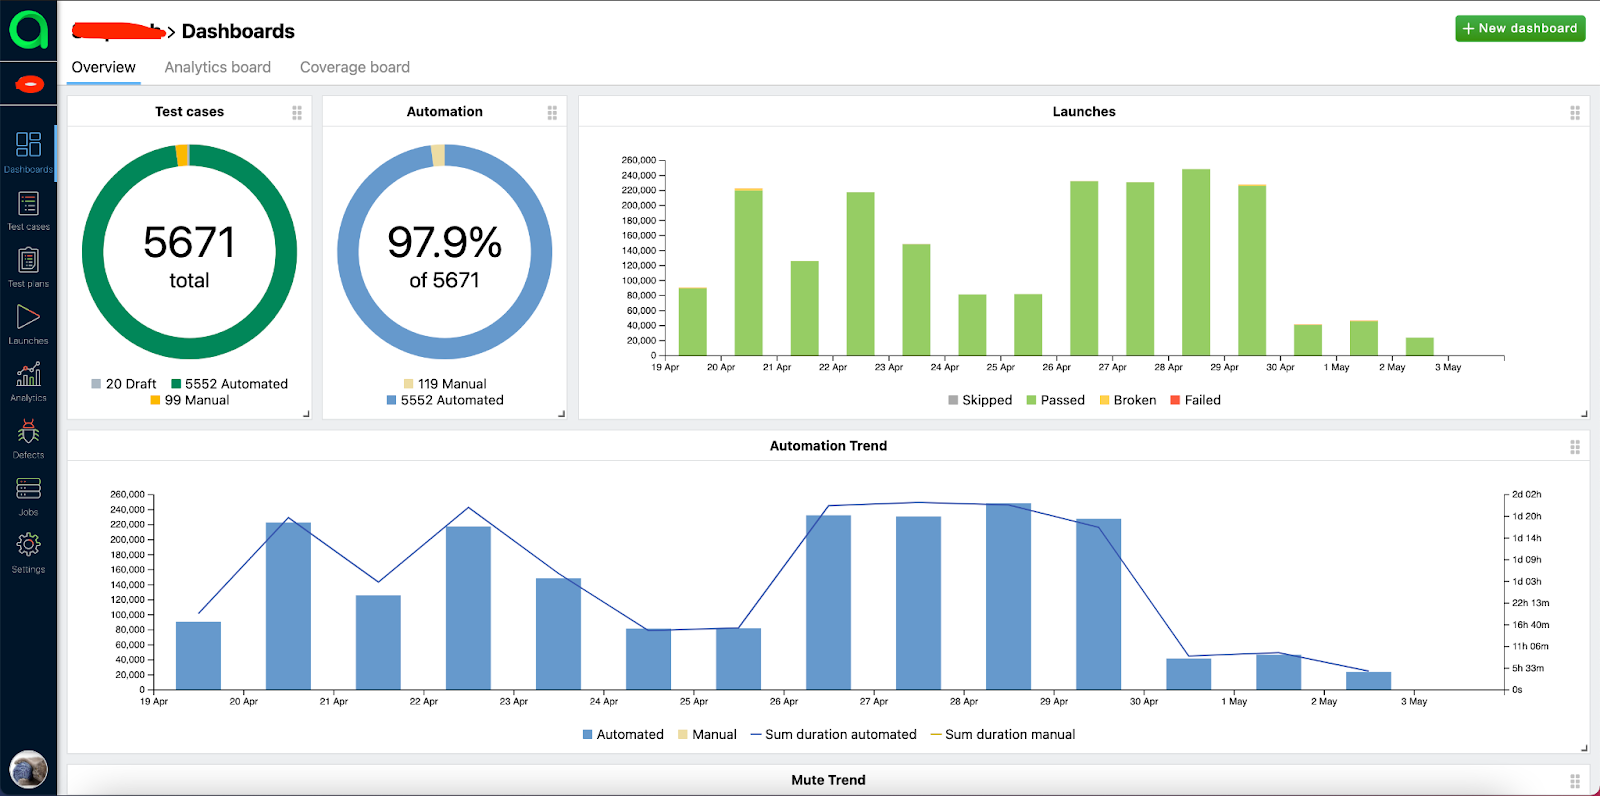 > Dashboards
+ New dashboard
Overview Analytics board Coverage board
Dashboards
Test cases
Test plans
Launches
Analytics
Defects
Jobs
Settings
Test cases
5671
total
20 Draft 5552 Automated
99 Manual
Automation
97.9%
of 5671
119 Manual
5552 Automated
Launches
260,000
240,000
220,000
200,000
180,000
160,000
140,000
120,000
100,000
80,000
60,000
40,000
20,000
0
19 Apr 20 Apr 21 Apr 22 Apr 23 Apr 24 Apr 25 Apr 26 Apr 27 Apr 28 Apr 29 Apr 30 Apr 1 May 2 May 3 May
Skipped Passed Broken Failed
Automation Trend
260,000
240,000
220,000
200,000
180,000
160,000
140,000
120,000
100,000
80,000
60,000
40,000
20,000
0
2d 02h
1d 20h
1d 14h
1d 09h
1d 03h
22h 13m
16h 40m
11h 06m
5h 33m
0s
19 Apr 20 Apr 21 Apr 22 Apr 23 Apr 24 Apr 25 Apr 26 Apr 27 Apr 28 Apr 29 Apr 30 Apr 1 May 2 May 3 May
Automated Manual Sum duration automated Sum duration manual
Mute Trend